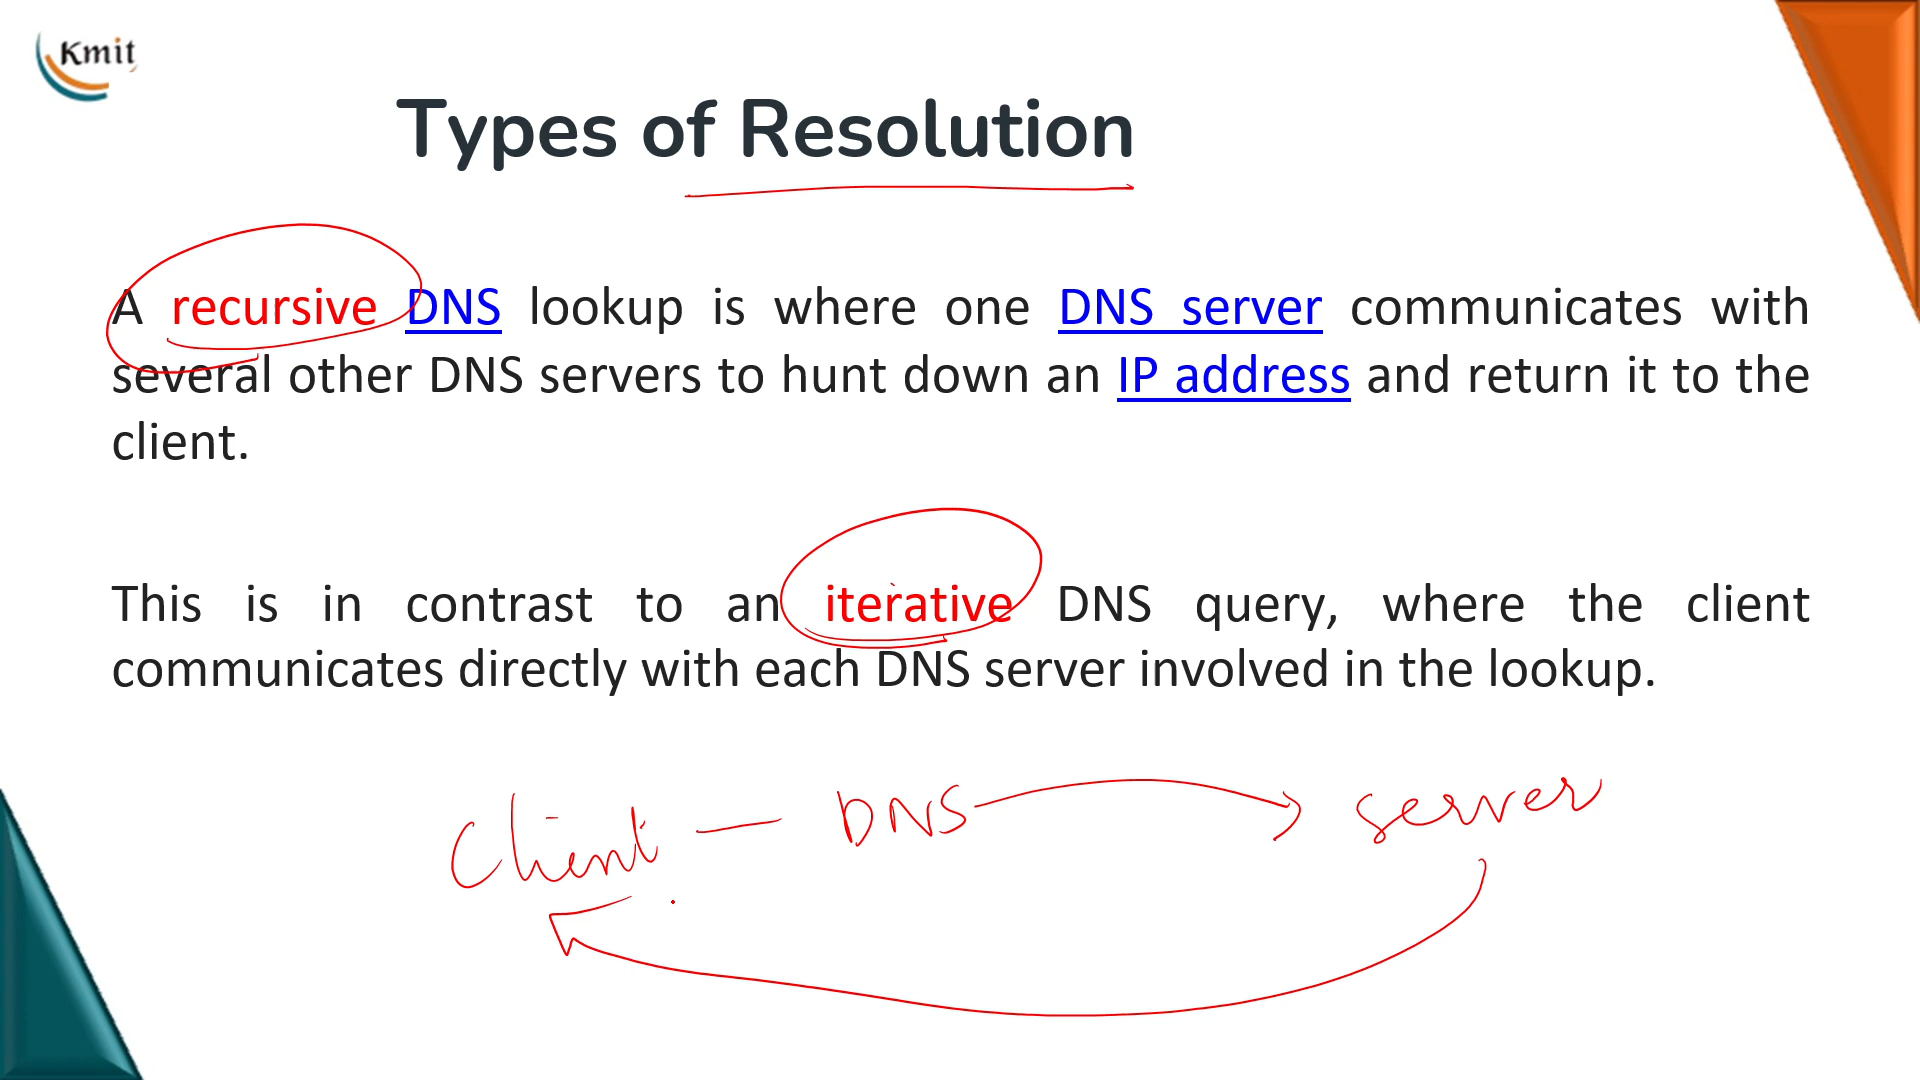 Kmit
Types of Resolution
A recursive DNS lookup is where one DNS server communicates with
several other DNS servers to hunt down an IP address and return it to the
client.
This is in contrast to an iterative DNS query, where the client
communicates directly with each DNS server involved in the lookup.
Client — DNS → server